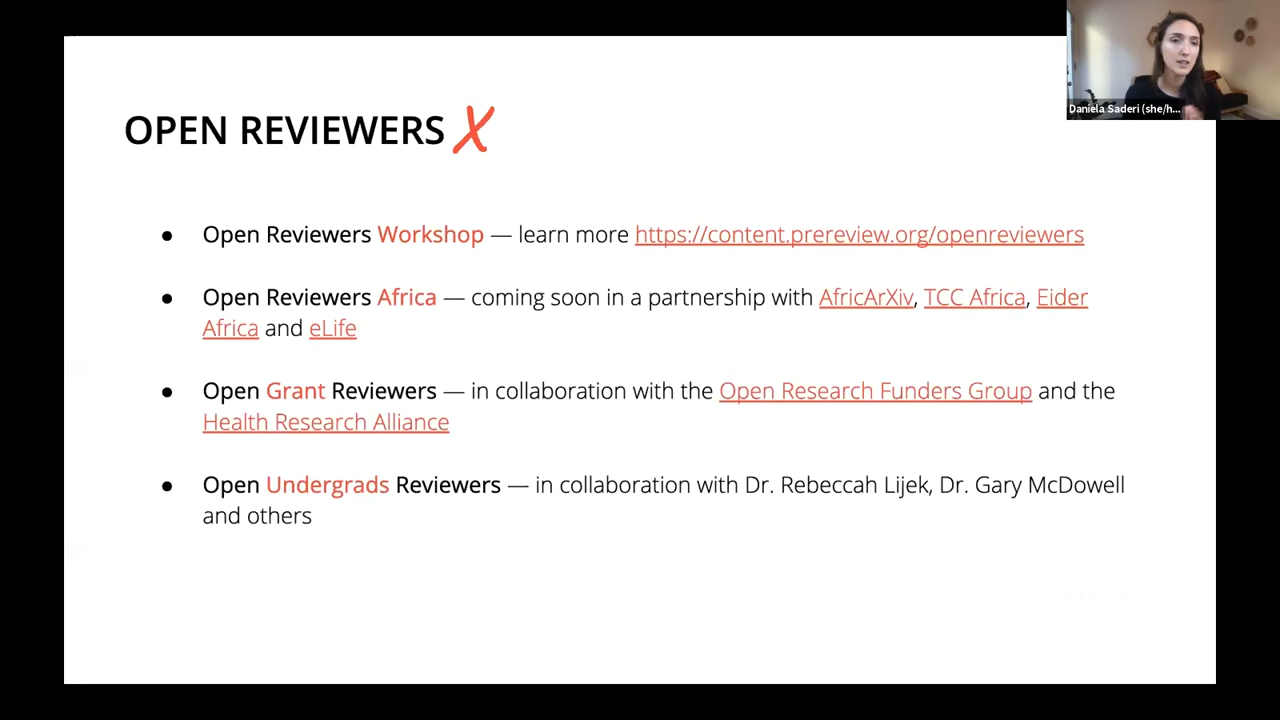 Daniela Saderi (she/h...
OPEN REVIEWERS X
● Open Reviewers Workshop — learn more https://content.prereview.org/openreviewers
● Open Reviewers Africa — coming soon in a partnership with AfricArXiv, TCC Africa, Eider
Africa and eLife
● Open Grant Reviewers — in collaboration with the Open Research Funders Group and the
Health Research Alliance
● Open Undergrads Reviewers — in collaboration with Dr. Rebeccah Lijek, Dr. Gary McDowell
and others